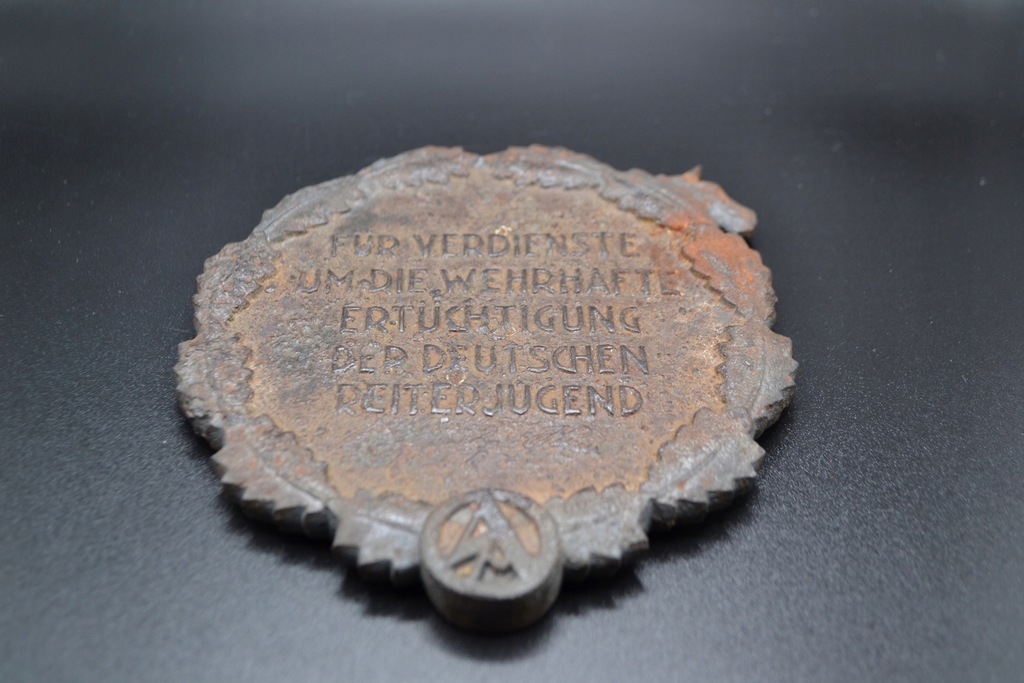 FÜR VERDIENSTE
UM DIE WEHRHAFTE
ERTÜCHTIGUNG
DER DEUTSCHEN
REITERJUGEND